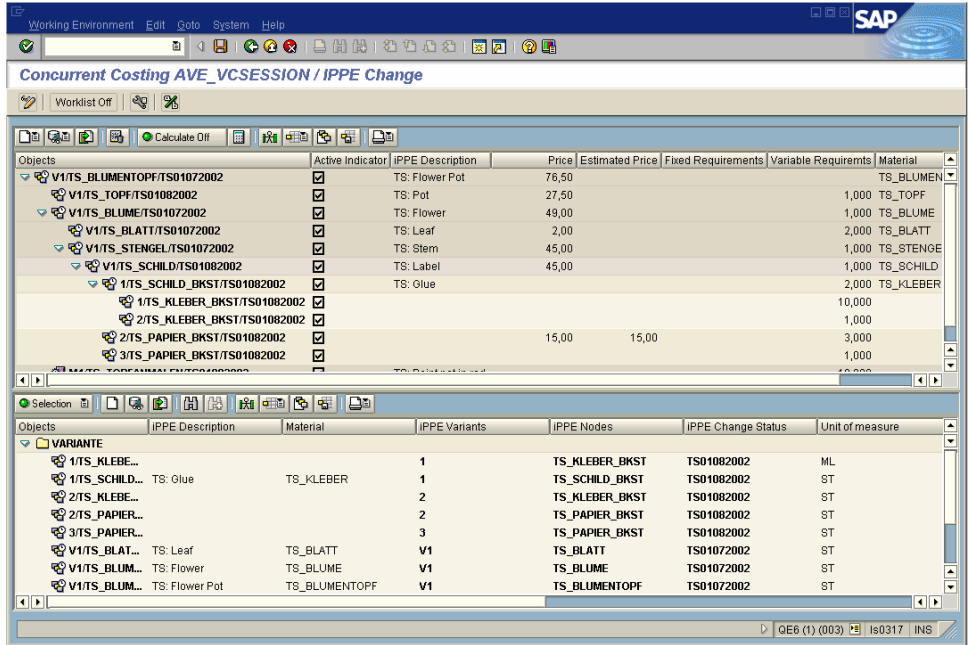 Working Environment Edit Goto System Help
SAP
Concurrent Costing AVE_VCSESSION / IPPE Change
Worklist Off
Calculate Off
Objects Active Indicator iPPE Description Price Estimated Price Fixed Requirements Variable Requiremts Material
V1/TS_BLUMENTOPF/TS01072002 TS: Flower Pot 76,50 TS_BLUMEN
V1/TS_TOPF/TS01082002 TS: Pot 27,50 1,000 TS_TOPF
V1/TS_BLUME/TS01072002 TS: Flower 49,00 1,000 TS_BLUME
V1/TS_BLATT/TS01072002 TS: Leaf 2,00 2,000 TS_BLATT
V1/TS_STENGEL/TS01072002 TS: Stem 45,00 1,000 TS_STENGE
V1/TS_SCHILD/TS01082002 TS: Label 45,00 1,000 TS_SCHILD
1/TS_SCHILD_BKST/TS01082002 TS: Glue 2,000 TS_KLEBER
1/TS_KLEBER_BKST/TS01082002 10,000
2/TS_KLEBER_BKST/TS01082002 1,000
2/TS_PAPIER_BKST/TS01082002 15,00 15,00 3,000
3/TS_PAPIER_BKST/TS01082002 1,000
Selection
Objects iPPE Description Material iPPE Variants iPPE Nodes iPPE Change Status Unit of measure
VARIANTE
1/TS_KLEBE... 1 TS_KLEBER_BKST TS01082002 ML
1/TS_SCHILD... TS: Glue TS_KLEBER 1 TS_SCHILD_BKST TS01082002 ST
2/TS_KLEBE... 2 TS_KLEBER_BKST TS01082002 ST
2/TS_PAPIER... 2 TS_PAPIER_BKST TS01082002 ST
3/TS_PAPIER... 3 TS_PAPIER_BKST TS01082002 ST
V1/TS_BLAT... TS: Leaf TS_BLATT V1 TS_BLATT TS01072002 ST
V1/TS_BLUM... TS: Flower TS_BLUME V1 TS_BLUME TS01072002 ST
V1/TS_BLUM... TS: Flower Pot TS_BLUMENTOPF V1 TS_BLUMENTOPF TS01072002 ST
QE6 (1) (003) ls0317 INS